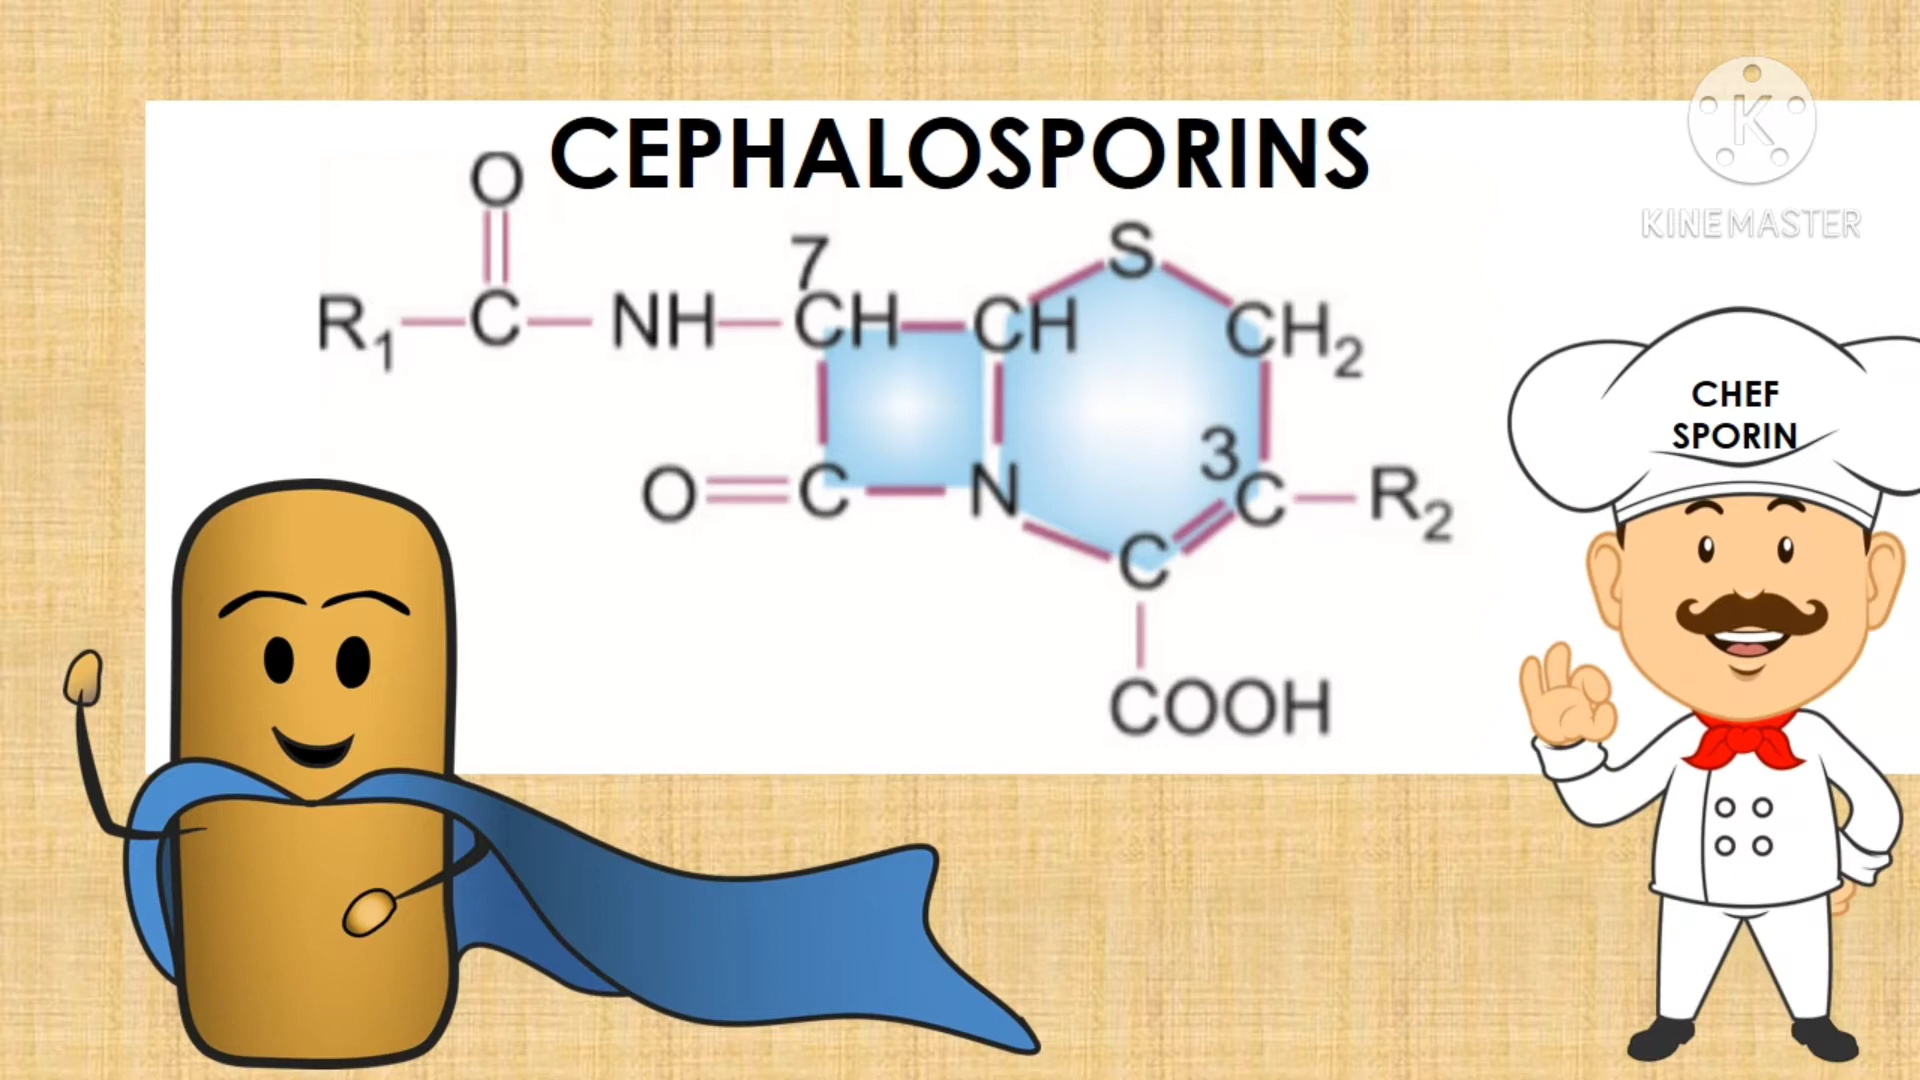 CEPHALOSPORINS
K
KINEMASTER
O
7
S
R1 C NH CH CH CH2
CHEF
SPORIN
3
O C N C R2
C
COOH